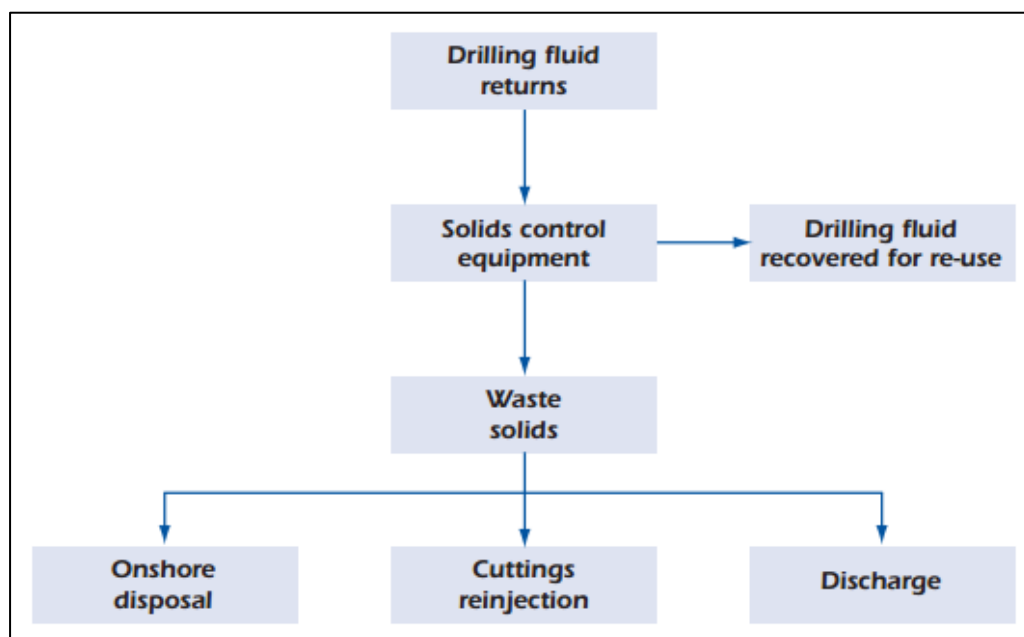 Drilling fluid
returns
Solids control
equipment
Drilling fluid
recovered for re-use
Waste
solids
Onshore
disposal
Cuttings
reinjection
Discharge